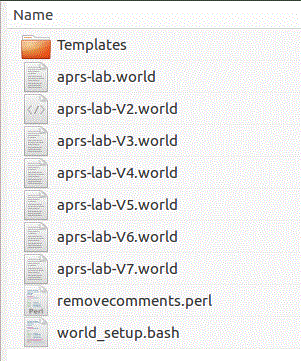 Name
Templates
aprs-lab.world
aprs-lab-V2.world
aprs-lab-V3.world
aprs-lab-V4.world
aprs-lab-V5.world
aprs-lab-V6.world
aprs-lab-V7.world
removecomments.perl
world_setup.bash